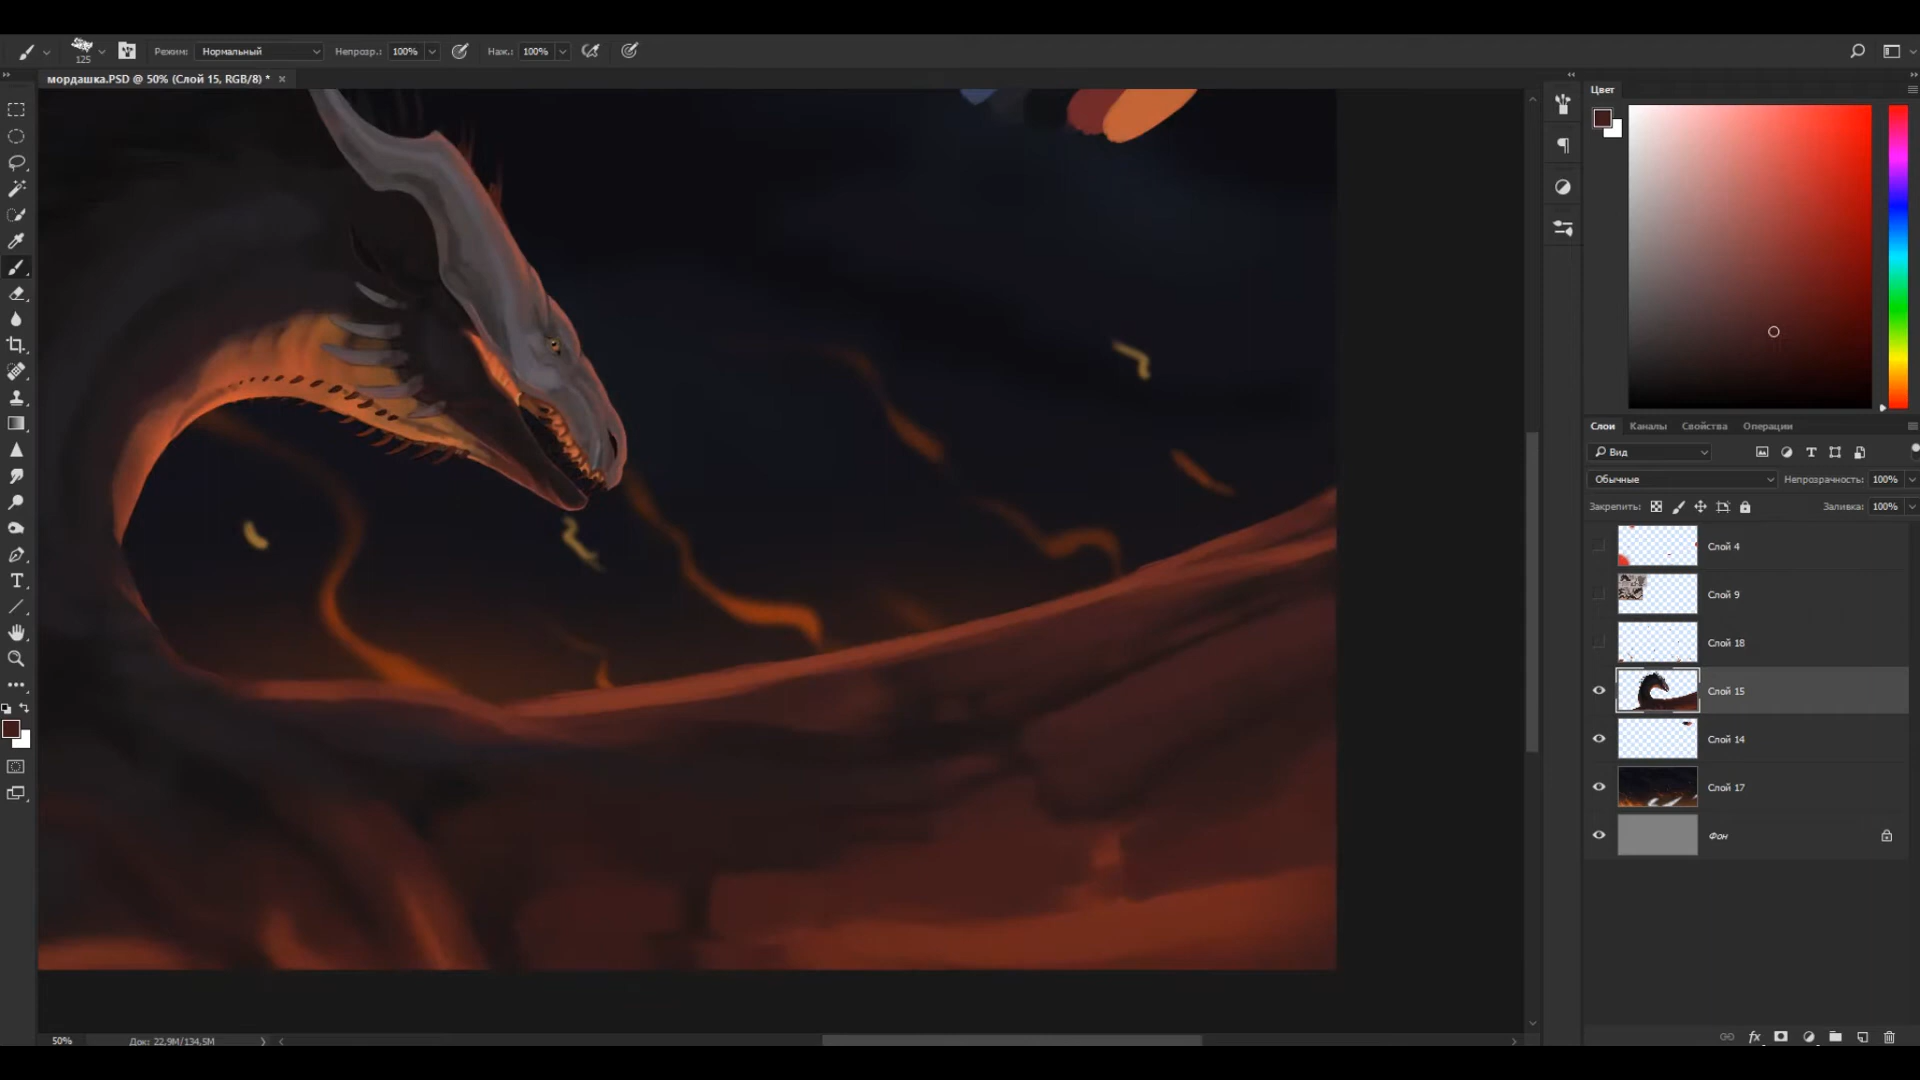 125
Режим: Нормальный
Непрозр.: 100%
Наж.: 100%
мордашка.PSD @ 50% (Слой 15, RGB/8) *
Цвет
Слои Каналы Свойства Операции
Вид
Обычные
Непрозрачность: 100%
Закрепить:
Заливка: 100%
Слой 4
Слой 9
Слой 18
Слой 15
Слой 14
Слой 17
Фон
50%
Док: 22,9M/134,5M